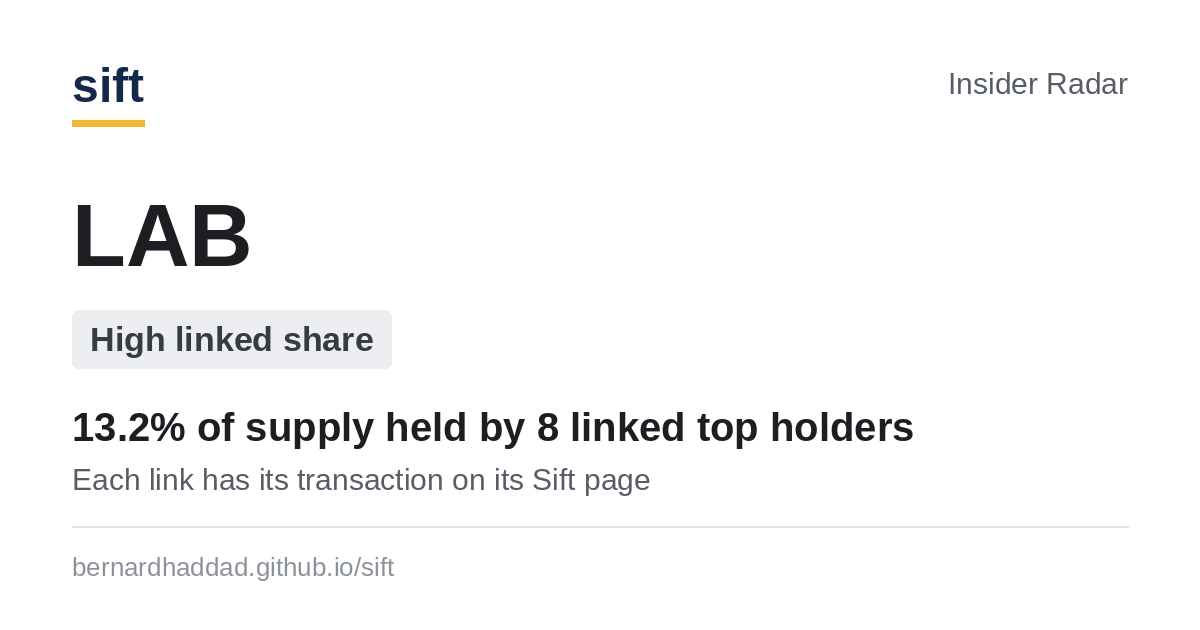 sift
Insider Radar
LAB
High linked share
13.2% of supply held by 8 linked top holders
Each link has its transaction on its Sift page
bernardhaddad.github.io/sift